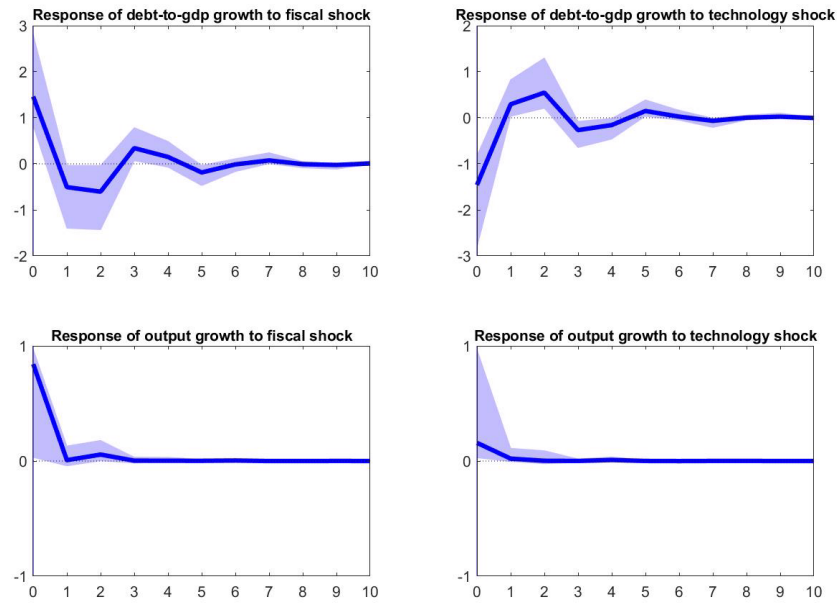 Response of debt-to-gdp growth to fiscal shock
3
2
1
0
-1
-2
0 1 2 3 4 5 6 7 8 9 10
Response of debt-to-gdp growth to technology shock
2
1
0
-1
-2
-3
0 1 2 3 4 5 6 7 8 9 10
Response of output growth to fiscal shock
1
0
-1
0 1 2 3 4 5 6 7 8 9 10
Response of output growth to technology shock
1
0
-1
0 1 2 3 4 5 6 7 8 9 10